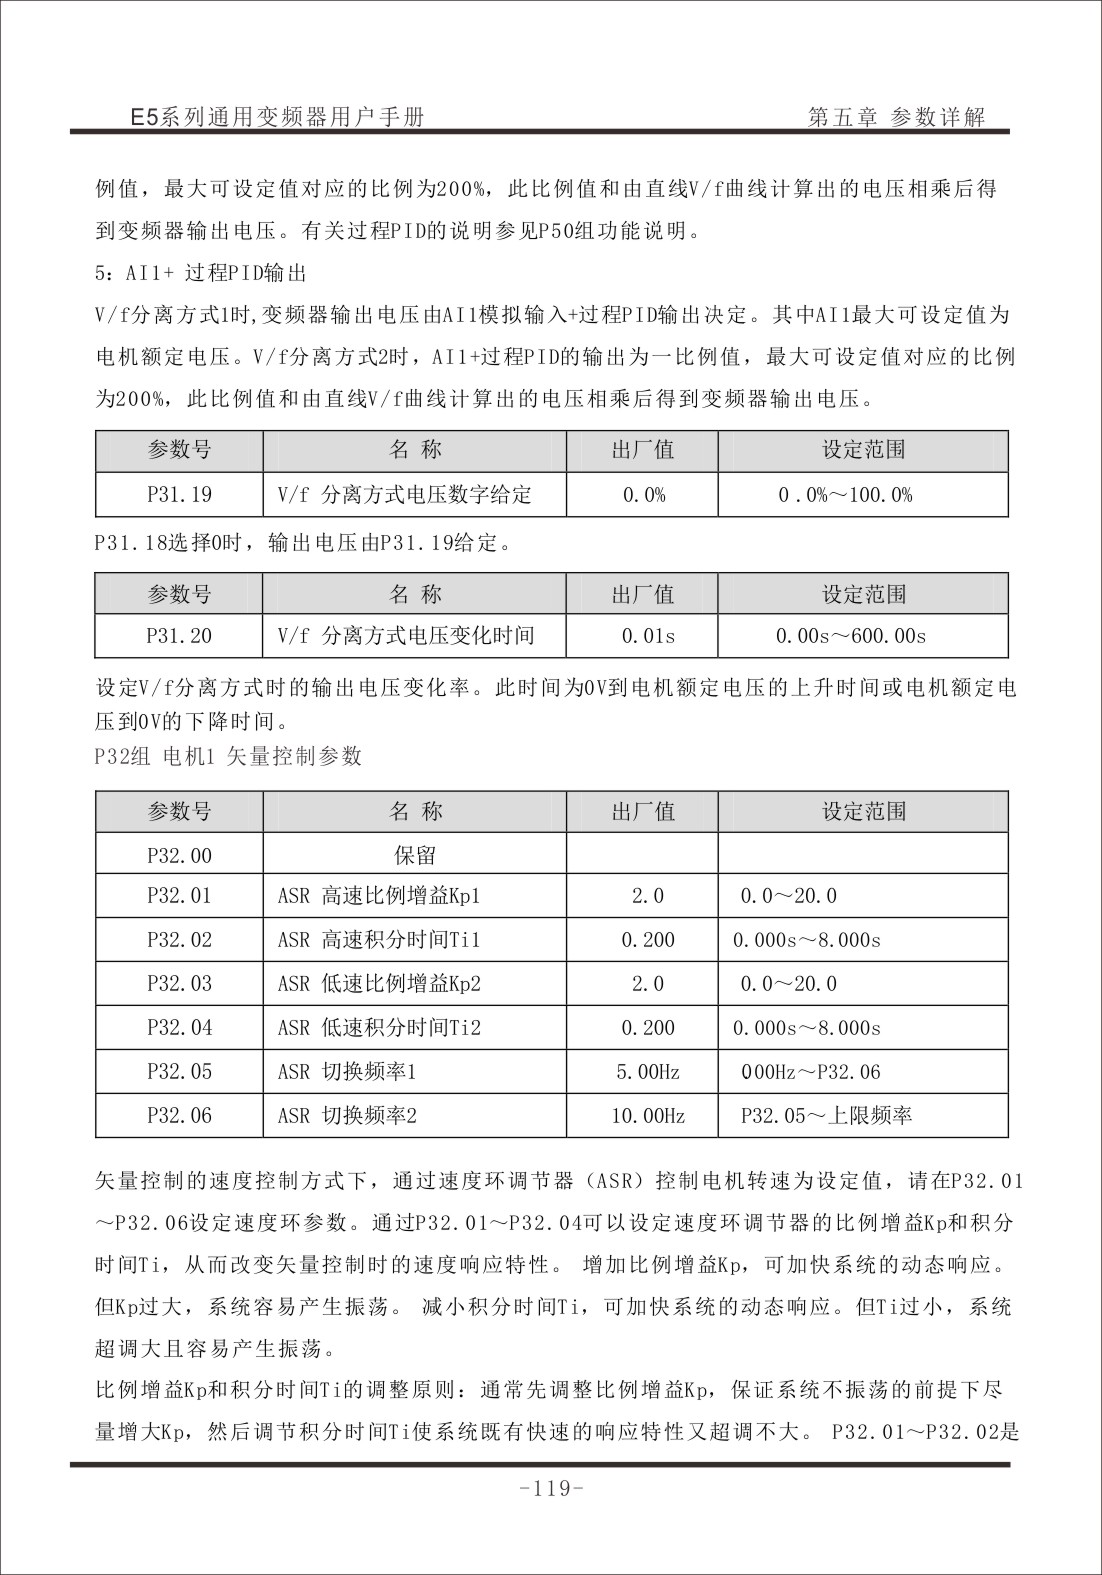 E5系列通用变频器用户手册 第五章 参数详解
例值，最大可设定值对应的比例为200%，此比例值和由直线V/f曲线计算出的电压相乘后得
到变频器输出电压。有关过程PID的说明参见P50组功能说明。
5: AI1+ 过程PID输出
V/f分离方式1时,变频器输出电压由AI1模拟输入+过程PID输出决定。其中AI1最大可设定值为
电机额定电压。V/f分离方式2时，AI1+过程PID的输出为一比例值，最大可设定值对应的比例
为200%，此比例值和由直线V/f曲线计算出的电压相乘后得到变频器输出电压。
参数号 名 称 出厂值 设定范围
P31.19 V/f 分离方式电压数字给定 0.0% 0.0%～100.0%
P31.18选择0时，输出电压由P31.19给定。
参数号 名 称 出厂值 设定范围
P31.20 V/f 分离方式电压变化时间 0.01s 0.00s～600.00s
设定V/f分离方式时的输出电压变化率。此时间为0V到电机额定电压的上升时间或电机额定电
压到0V的下降时间。
P32组 电机1 矢量控制参数
参数号 名 称 出厂值 设定范围
P32.00 保留
P32.01 ASR 高速比例增益Kp1 2.0 0.0～20.0
P32.02 ASR 高速积分时间Ti1 0.200 0.000s～8.000s
P32.03 ASR 低速比例增益Kp2 2.0 0.0～20.0
P32.04 ASR 低速积分时间Ti2 0.200 0.000s～8.000s
P32.05 ASR 切换频率1 5.00Hz 000Hz～P32.06
P32.06 ASR 切换频率2 10.00Hz P32.05～上限频率
矢量控制的速度控制方式下，通过速度环调节器（ASR）控制电机转速为设定值，请在P32.01
～P32.06设定速度环参数。通过P32.01～P32.04可以设定速度环调节器的比例增益Kp和积分
时间Ti，从而改变矢量控制时的速度响应特性。 增加比例增益Kp，可加快系统的动态响应。
但Kp过大，系统容易产生振荡。 减小积分时间Ti，可加快系统的动态响应。但Ti过小，系统
超调大且容易产生振荡。
比例增益Kp和积分时间Ti的调整原则：通常先调整比例增益Kp，保证系统不振荡的前提下尽
量增大Kp，然后调节积分时间Ti使系统既有快速的响应特性又超调不大。 P32.01～P32.02是
-119-